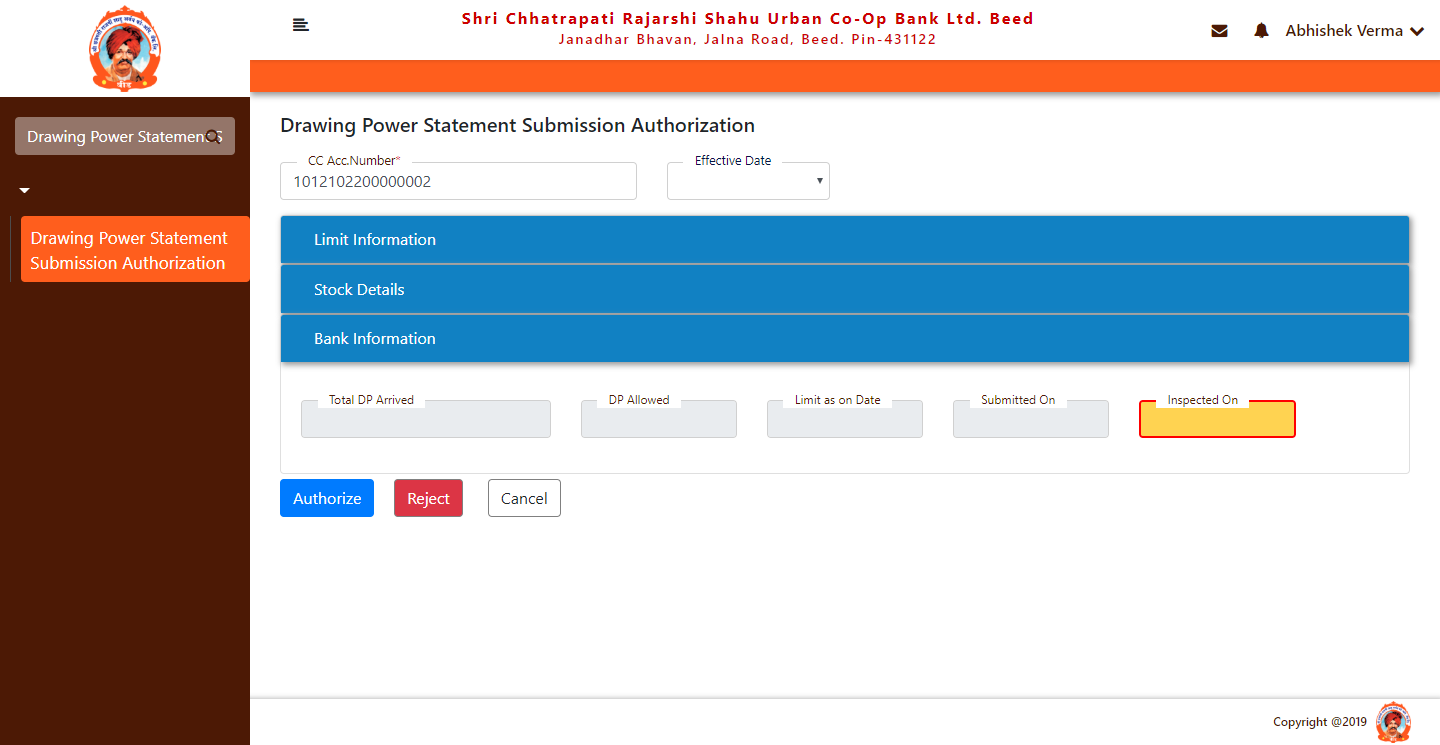 Shri Chhatrapati Rajarshi Shahu Urban Co-Op Bank Ltd. Beed
Janadhar Bhavan, Jalna Road, Beed. Pin-431122
Abhishek Verma
Drawing Power Statement S
Drawing Power Statement
Submission Authorization
Drawing Power Statement Submission Authorization
CC Acc.Number*
Effective Date
1012102200000002
Limit Information
Stock Details
Bank Information
Total DP Arrived
DP Allowed
Limit as on Date
Submitted On
Inspected On
Authorize
Reject
Cancel
Copyright @2019
बीड